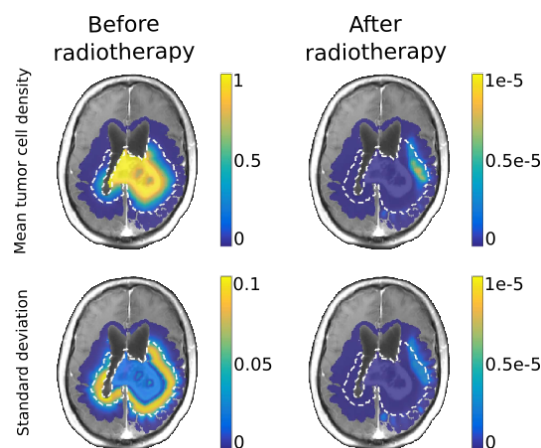 Before
radiotherapy
After
radiotherapy
Mean tumor cell density
1
0.5
0
1e-5
0.5e-5
0
Standard deviation
0.1
0.05
0
1e-5
0.5e-5
0